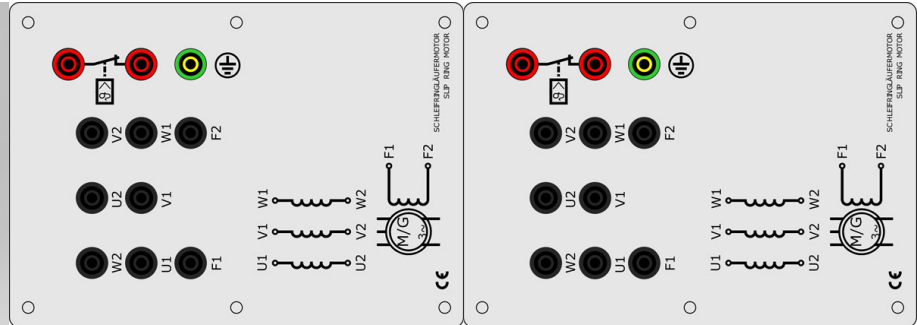 SCHLEIFRINGLÄUFERMOTOR
SLIP RING MOTOR
ϑ>
V2
W1
F2
U2
V1
W2
U1
F1
F1
F2
W1
W2
V1
V2
U1
U2
M/G
3~
CE
SCHLEIFRINGLÄUFERMOTOR
SLIP RING MOTOR
ϑ>
V2
W1
F2
U2
V1
W2
U1
F1
F1
F2
W1
W2
V1
V2
U1
U2
M/G
3~
CE